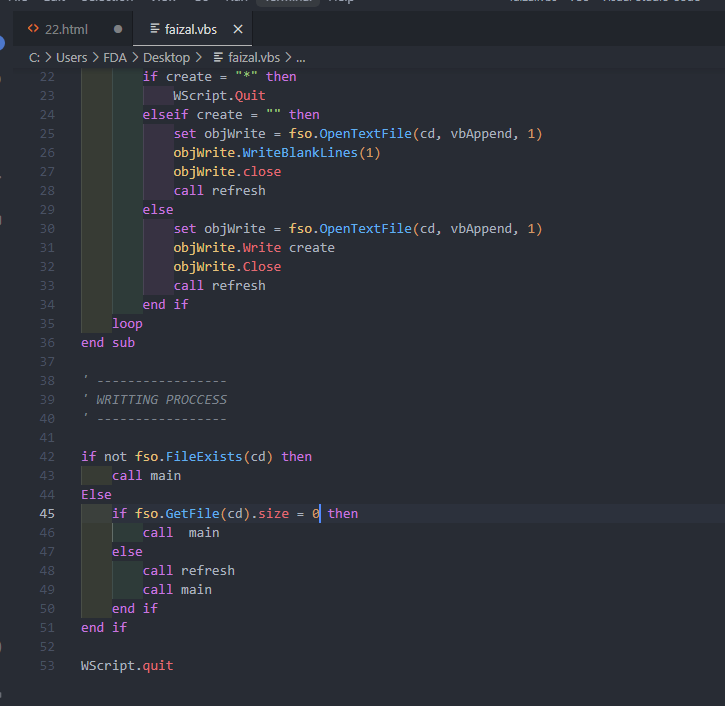 22.html
faizal.vbs
C: > Users > FDA > Desktop > faizal.vbs > ...
22 if create = "*" then
23 WScript.Quit
24 elseif create = "" then
25 set objWrite = fso.OpenTextFile(cd, vbAppend, 1)
26 objWrite.WriteBlankLines(1)
27 objWrite.close
28 call refresh
29 else
30 set objWrite = fso.OpenTextFile(cd, vbAppend, 1)
31 objWrite.Write create
32 objWrite.Close
33 call refresh
34 end if
35 loop
36 end sub
37
38 ' -----------------
39 ' WRITTING PROCCESS
40 ' -----------------
41
42 if not fso.FileExists(cd) then
43 call main
44 Else
45 if fso.GetFile(cd).size = 0 then
46 call  main
47 else
48 call refresh
49 call main
50 end if
51 end if
52
53 WScript.quit